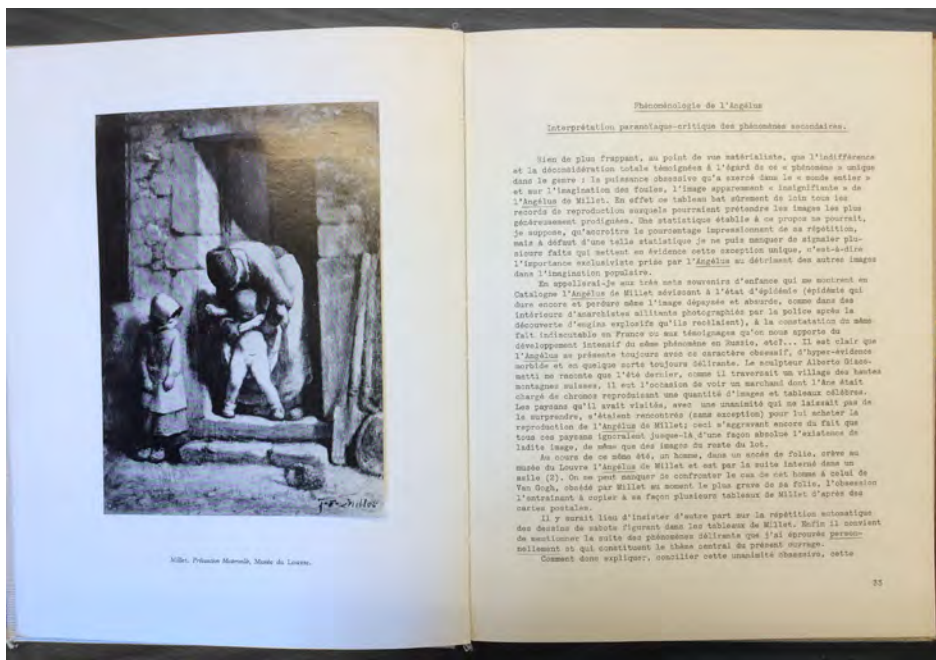 J. F. Millet
Millet. Précaution Maternelle, Musée du Louvre.
Phénoménologie de l'Angélus
Interprétation paranoïaque-critique des phénomènes secondaires.
Rien de plus frappant, au point de vue matérialiste, que l'indifférence
et la déconsidération totale témoignées à l'égard de ce « phénomène » unique
dans le genre : la puissance obsessive qu'a exercé dans le « monde entier »
et sur l'imagination des foules, l'image apparemment « insignifiante » de
l'Angélus de Millet. En effet ce tableau bat sûrement de loin tous les
records de reproduction auxquels pourraient prétendre les images les plus
généreusement prodiguées. Une statistique établie à ce propos ne pourrait,
je suppose, qu'accroître le pourcentage impressionnant de sa répétition,
mais à défaut d'une telle statistique je ne puis manquer de signaler plu-
sieurs faits qui mettent en évidence cette exception unique, c'est-à-dire
l'importance exclusiviste prise par l'Angélus au détriment des autres images
dans l'imagination populaire.
En appellerai-je aux très nets souvenirs d'enfance qui me montrent en
Catalogne l'Angélus de Millet sévissant à l'état d'épidémie (épidémie qui
dure encore et perdure même l'image dépaysée et absurde, comme dans des
intérieurs d'anarchistes militants photographiés par la police après la
découverte d'engins explosifs qu'ils recèlaient), à la constatation du même
fait indiscutable en France ou aux témoignages qu'on nous apporte du
développement intensif du même phénomène en Russie, etc?... Il est clair que
l'Angélus se présente toujours avec ce caractère obsessif, d'hyper-évidence
morbide et en quelque sorte toujours délirante. Le sculpteur Alberto Giaco-
metti me raconte que l'été dernier, comme il traversait un village des hautes
montagnes suisses, il eut l'occasion de voir un marchand dont l'âne était
chargé de chromos reproduisant une quantité d'images et tableaux célèbres.
Les paysans qu'il avait visités, avec une unanimité qui ne laissait pas de
le surprendre, s'étaient rencontrés (sans exception) pour lui acheter la
reproduction de l'Angélus de Millet; ceci s'aggravant encore du fait que
tous ces paysans ignoraient jusque-là d'une façon absolue l'existence de
ladite image, de même que des images du reste du lot.
Au cours de ce même été, un homme, dans un accès de folie, crève au
musée du Louvre l'Angélus de Millet et est par la suite interné dans un
asile (2). On ne peut manquer de confronter le cas de cet homme à celui de
Van Gogh, obsédé par Millet au moment le plus grave de sa folie, l'obsession
l'entraînant à copier à sa façon plusieurs tableaux de Millet d'après des
cartes postales.
Il y aurait lieu d'insister d'autre part sur la répétition automatique
des dessins de sabots figurant dans les tableaux de Millet. Enfin il convient
de mentionner la suite des phénomènes délirants que j'ai éprouvés person-
nellement et qui constituent le thème central du présent ouvrage.
Comment donc expliquer, concilier cette unanimité obsessive, cette
33